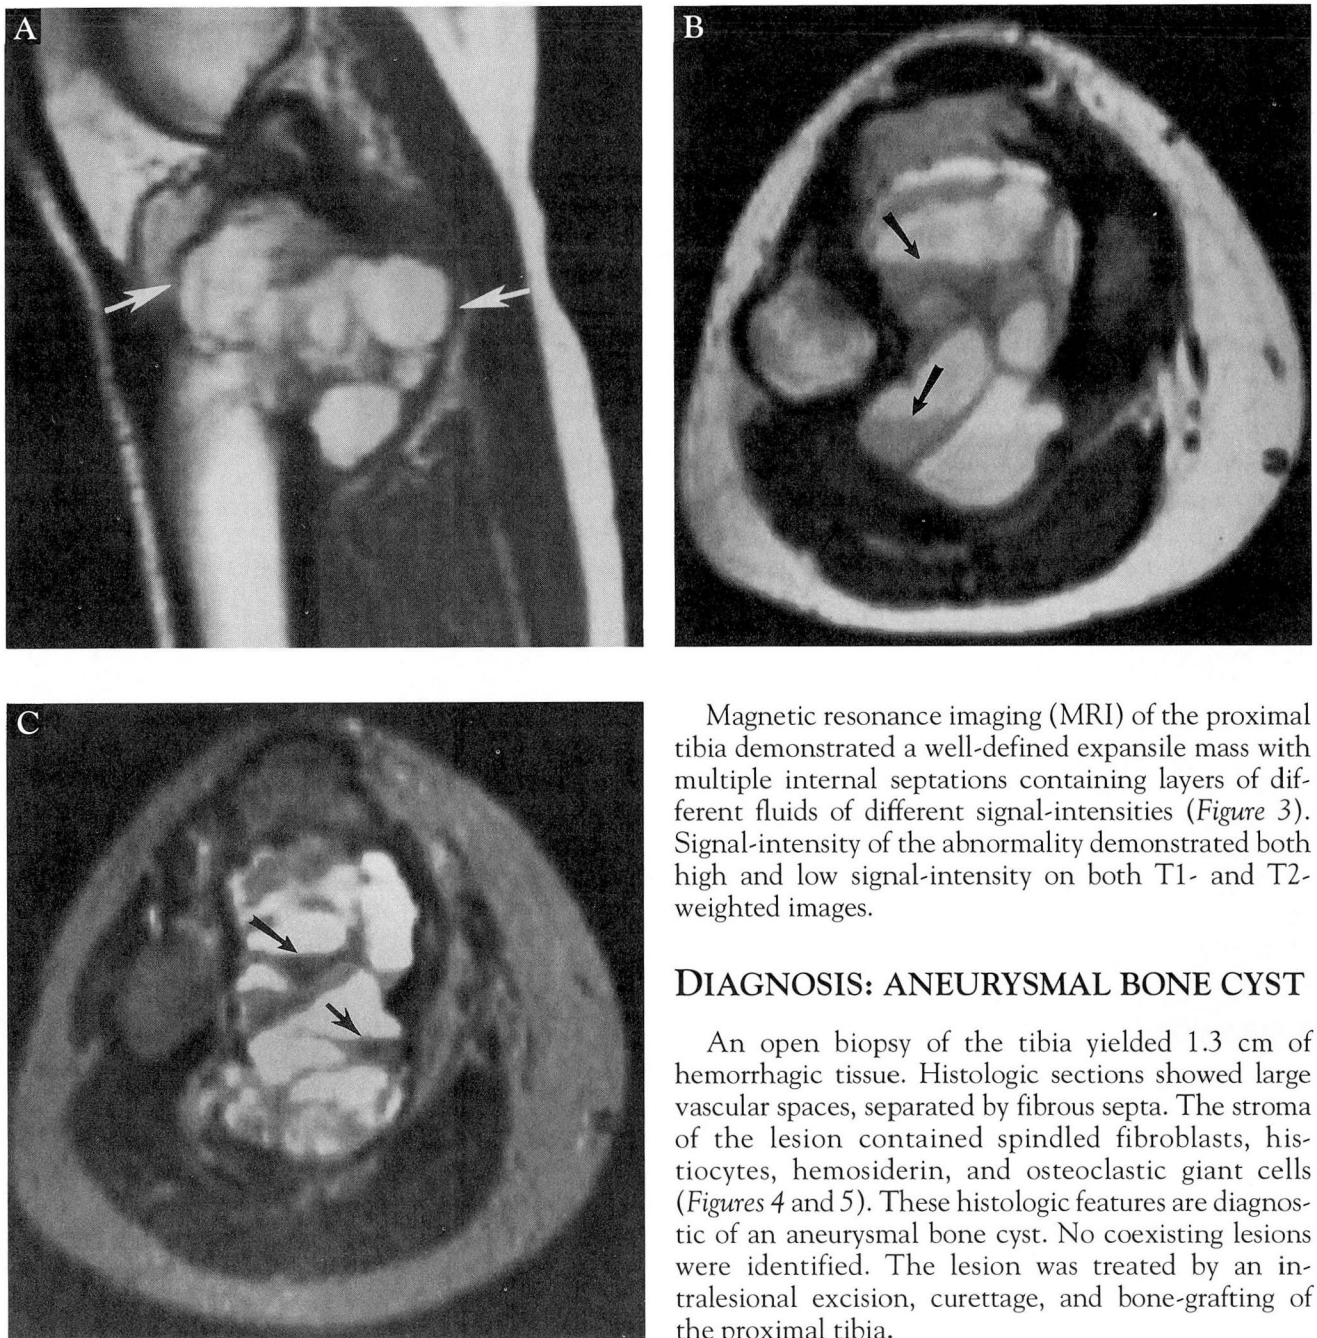 A
B
C
Magnetic resonance imaging (MRI) of the proximal
tibia demonstrated a well-defined expansile mass with
multiple internal septations containing layers of dif-
ferent fluids of different signal-intensities (Figure 3).
Signal-intensity of the abnormality demonstrated both
high and low signal-intensity on both T1- and T2-
weighted images.
DIAGNOSIS: ANEURYSMAL BONE CYST
An open biopsy of the tibia yielded 1.3 cm of
hemorrhagic tissue. Histologic sections showed large
vascular spaces, separated by fibrous septa. The stroma
of the lesion contained spindled fibroblasts, his-
tiocytes, hemosiderin, and osteoclastic giant cells
(Figures 4 and 5). These histologic features are diagnos-
tic of an aneurysmal bone cyst. No coexisting lesions
were identified. The lesion was treated by an in-
tralesional excision, curettage, and bone-grafting of
the proximal tibia.